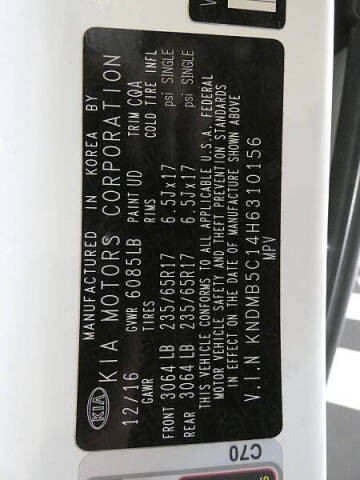 MANUFACTURED IN KOREA BY
KIA KIA MOTORS CORPORATION
12/16 GVWR 6085LB PAINT UD TRIM CQA
GAWR TIRES RIMS COLD TIRE INFL
FRONT 3064 LB 235/65R17 6.5Jx17 psi SINGLE
REAR 3064 LB 235/65R17 6.5Jx17 psi SINGLE
THIS VEHICLE CONFORMS TO ALL APPLICABLE U.S.A. FEDERAL
MOTOR VEHICLE SAFETY AND THEFT PREVENTION STANDARDS
IN EFFECT ON THE DATE OF MANUFACTURE SHOWN ABOVE
V.I.N KNDMB5C14H6310156
MPV
C70